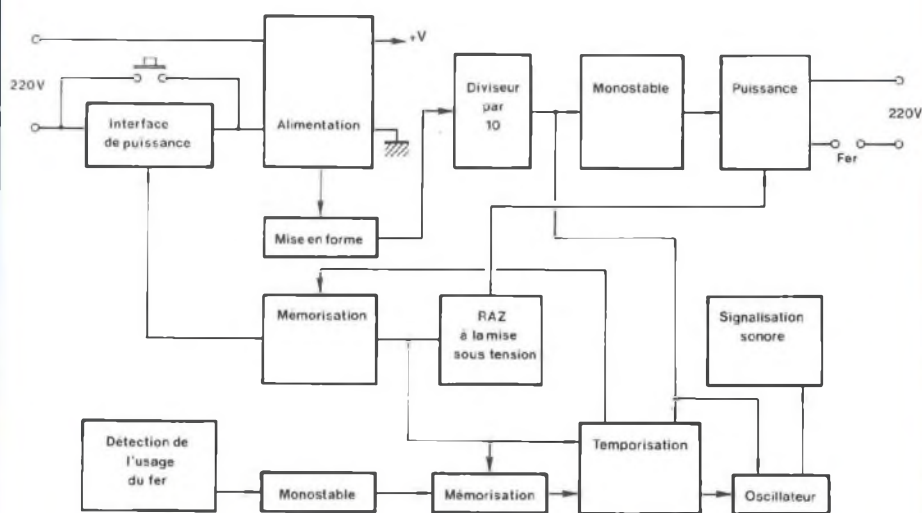 +V
220V
Interface
de puissance
Alimentation
Diviseur
par
10
Monostable
Puissance
220V
Fer
Mise en forme
Mémorisation
RAZ
à la mise
sous tension
Signalisation
sonore
Détection de
l'usage
du fer
Monostable
Mémorisation
Temporisation
Oscillateur